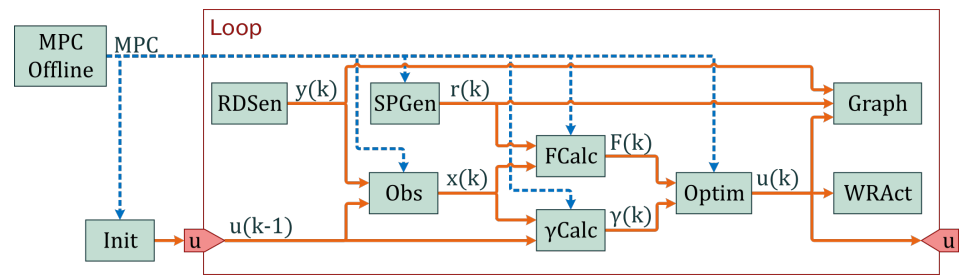 Loop
MPC
Offline
MPC
RDSen
y(k)
SPGen
r(k)
Graph
FCalc
F(k)
Obs
x(k)
Optim
u(k)
WRAct
Init
u
u(k-1)
γCalc
γ(k)
u